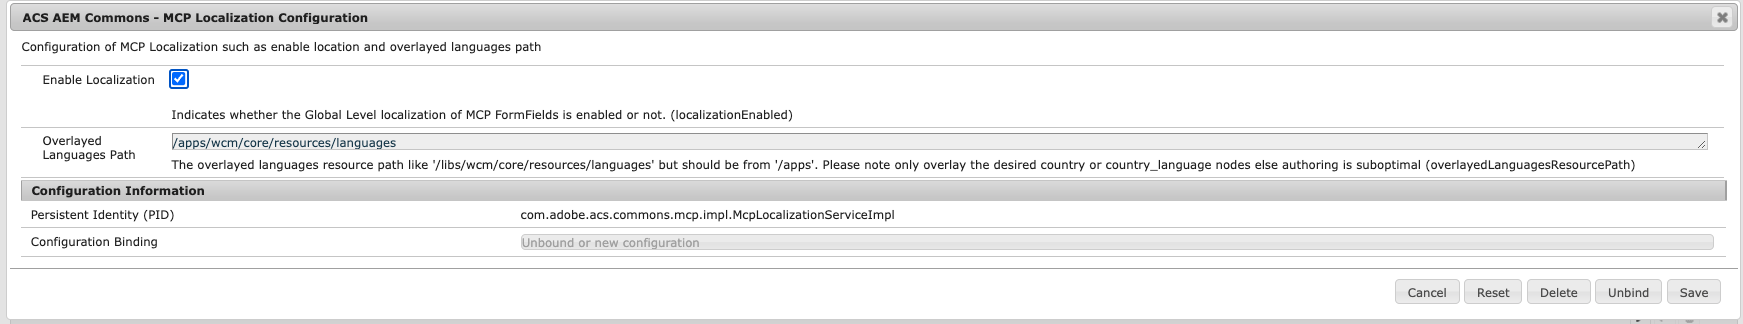 ACS AEM Commons - MCP Localization Configuration
Configuration of MCP Localization such as enable location and overlayed languages path
Enable Localization
Indicates whether the Global Level localization of MCP FormFields is enabled or not. (localizationEnabled)
Overlayed
Languages Path
/apps/wcm/core/resources/languages
The overlayed languages resource path like '/libs/wcm/core/resources/languages' but should be from '/apps'. Please note only overlay the desired country or country_language nodes else authoring is suboptimal (overlayedLanguagesResourcePath)
Configuration Information
Persistent Identity (PID)
com.adobe.acs.commons.mcp.impl.McpLocalizationServiceImpl
Configuration Binding
Unbound or new configuration
Cancel
Reset
Delete
Unbind
Save